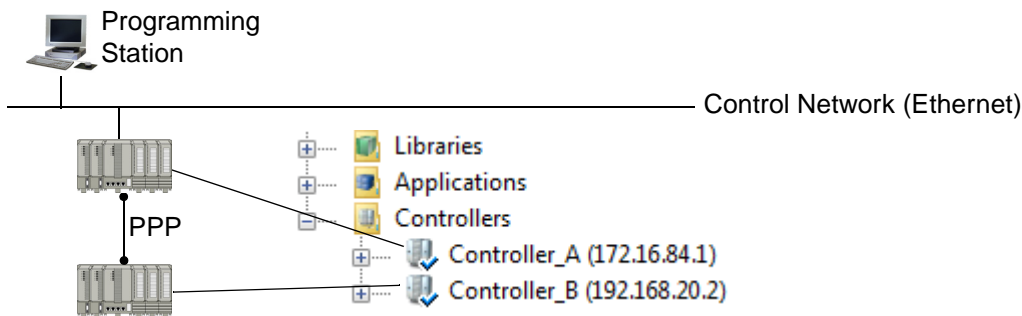 Programming
Station
Control Network (Ethernet)
Libraries
Applications
Controllers
PPP
Controller_A (172.16.84.1)
Controller_B (192.168.20.2)